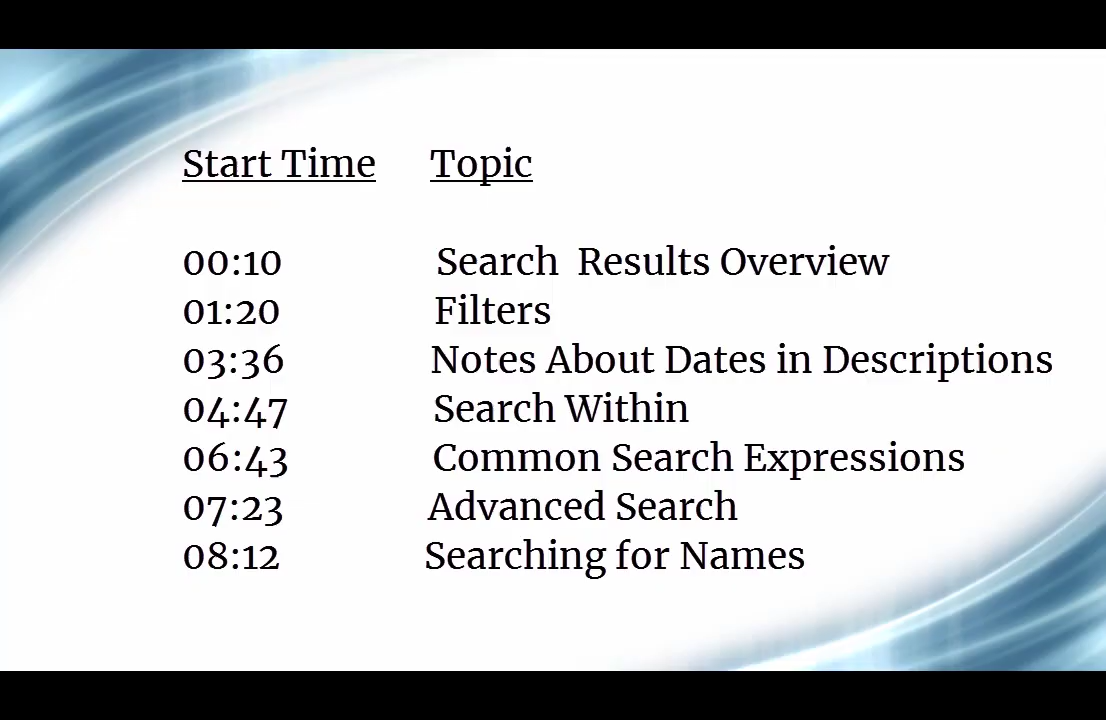 Start Time Topic
00:10 Search Results Overview
01:20 Filters
03:36 Notes About Dates in Descriptions
04:47 Search Within
06:43 Common Search Expressions
07:23 Advanced Search
08:12 Searching for Names